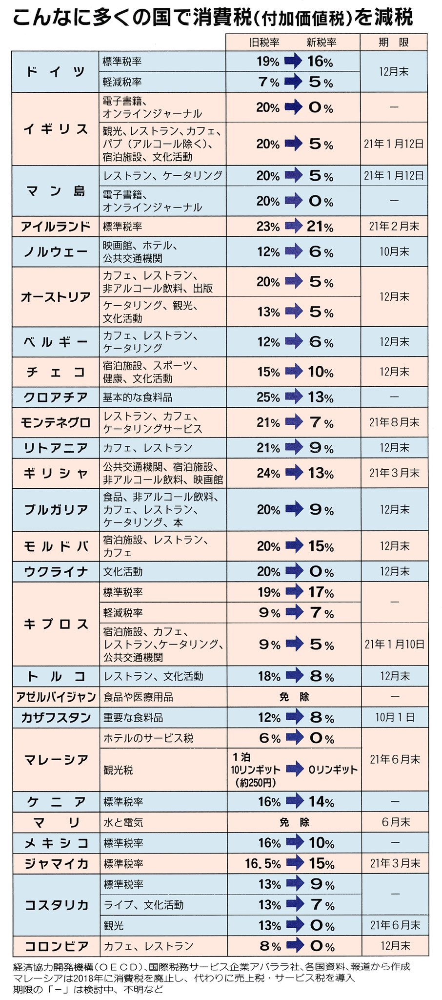 こんなに多くの国で消費税(付加価値税)を減税
旧税率 新税率 期 限
ドイツ 標準税率 19% ➡ 16% 12月末
軽減税率 7% ➡ 5%
イギリス 電子書籍、
オンラインジャーナル 20% ➡ 0% ―
観光、レストラン、カフェ、
パブ(アルコール除く)、
宿泊施設、文化活動 20% ➡ 5% 21年1月12日
マン島 レストラン、ケータリング 20% ➡ 5% 21年1月12日
電子書籍、
オンラインジャーナル 20% ➡ 0% ―
アイルランド 標準税率 23% ➡ 21% 21年2月末
ノルウェー 映画館、ホテル、
公共交通機関 12% ➡ 6% 10月末
オーストリア カフェ、レストラン、
非アルコール飲料、出版 20% ➡ 5% 12月末
ケータリング、観光、
文化活動 13% ➡ 5%
ベルギー カフェ、レストラン、
ケータリング 12% ➡ 6% 12月末
チェコ 宿泊施設、スポーツ、
健康、文化活動 15% ➡ 10% 12月末
クロアチア 基本的な食料品 25% ➡ 13% ―
モンテネグロ レストラン、カフェ、
ケータリングサービス 21% ➡ 7% 21年8月末
リトアニア カフェ、レストラン 21% ➡ 9% 12月末
ギリシャ 公共交通機関、宿泊施設、
非アルコール飲料、映画館 24% ➡ 13% 21年3月末
ブルガリア 食品、非アルコール飲料、
カフェ、レストラン、
ケータリング、本 20% ➡ 9% 12月末
モルドバ 宿泊施設、レストラン、
カフェ 20% ➡ 15% 12月末
ウクライナ 文化活動 20% ➡ 0% 12月末
キプロス 標準税率 19% ➡ 17% ―
軽減税率 9% ➡ 7%
宿泊施設、カフェ、
レストラン、ケータリング、
公共交通機関 9% ➡ 5% 21年1月10日
トルコ レストラン、文化活動 18% ➡ 8% 12月末
アゼルバイジャン 食品や医療用品 免 除 ―
カザフスタン 重要な食料品 12% ➡ 8% 10月1日
マレーシア ホテルのサービス税 6% ➡ 0% 21年6月末
観光税 1泊
10リンギット ➡ 0リンギット
(約250円)
ケニア 標準税率 16% ➡ 14% ―
マリ 水と電気 免 除 6月末
メキシコ 標準税率 16% ➡ 10% ―
ジャマイカ 標準税率 16.5% ➡ 15% 21年3月末
コスタリカ 標準税率 13% ➡ 9% ―
ライブ、文化活動 13% ➡ 7%
観光 13% ➡ 0% 21年6月末
コロンビア カフェ、レストラン 8% ➡ 0% 12月末
経済協力開発機構(OECD)、国際税務サービス企業アバララ社、各国資料、報道から作成
マレーシアは2018年に消費税を廃止し、代わりに売上税・サービス税を導入
期限の「-」は検討中、不明など